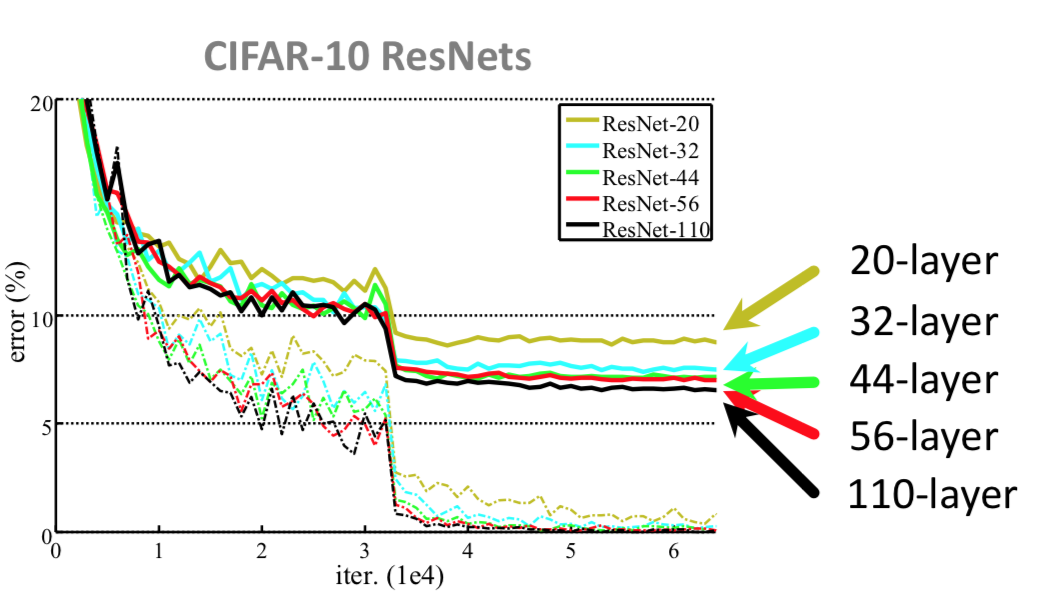 CIFAR-10 ResNets
20
10
5
0
error (%)
0 1 2 3 4 5 6
iter. (1e4)
ResNet-20
ResNet-32
ResNet-44
ResNet-56
ResNet-110
20-layer
32-layer
44-layer
56-layer
110-layer